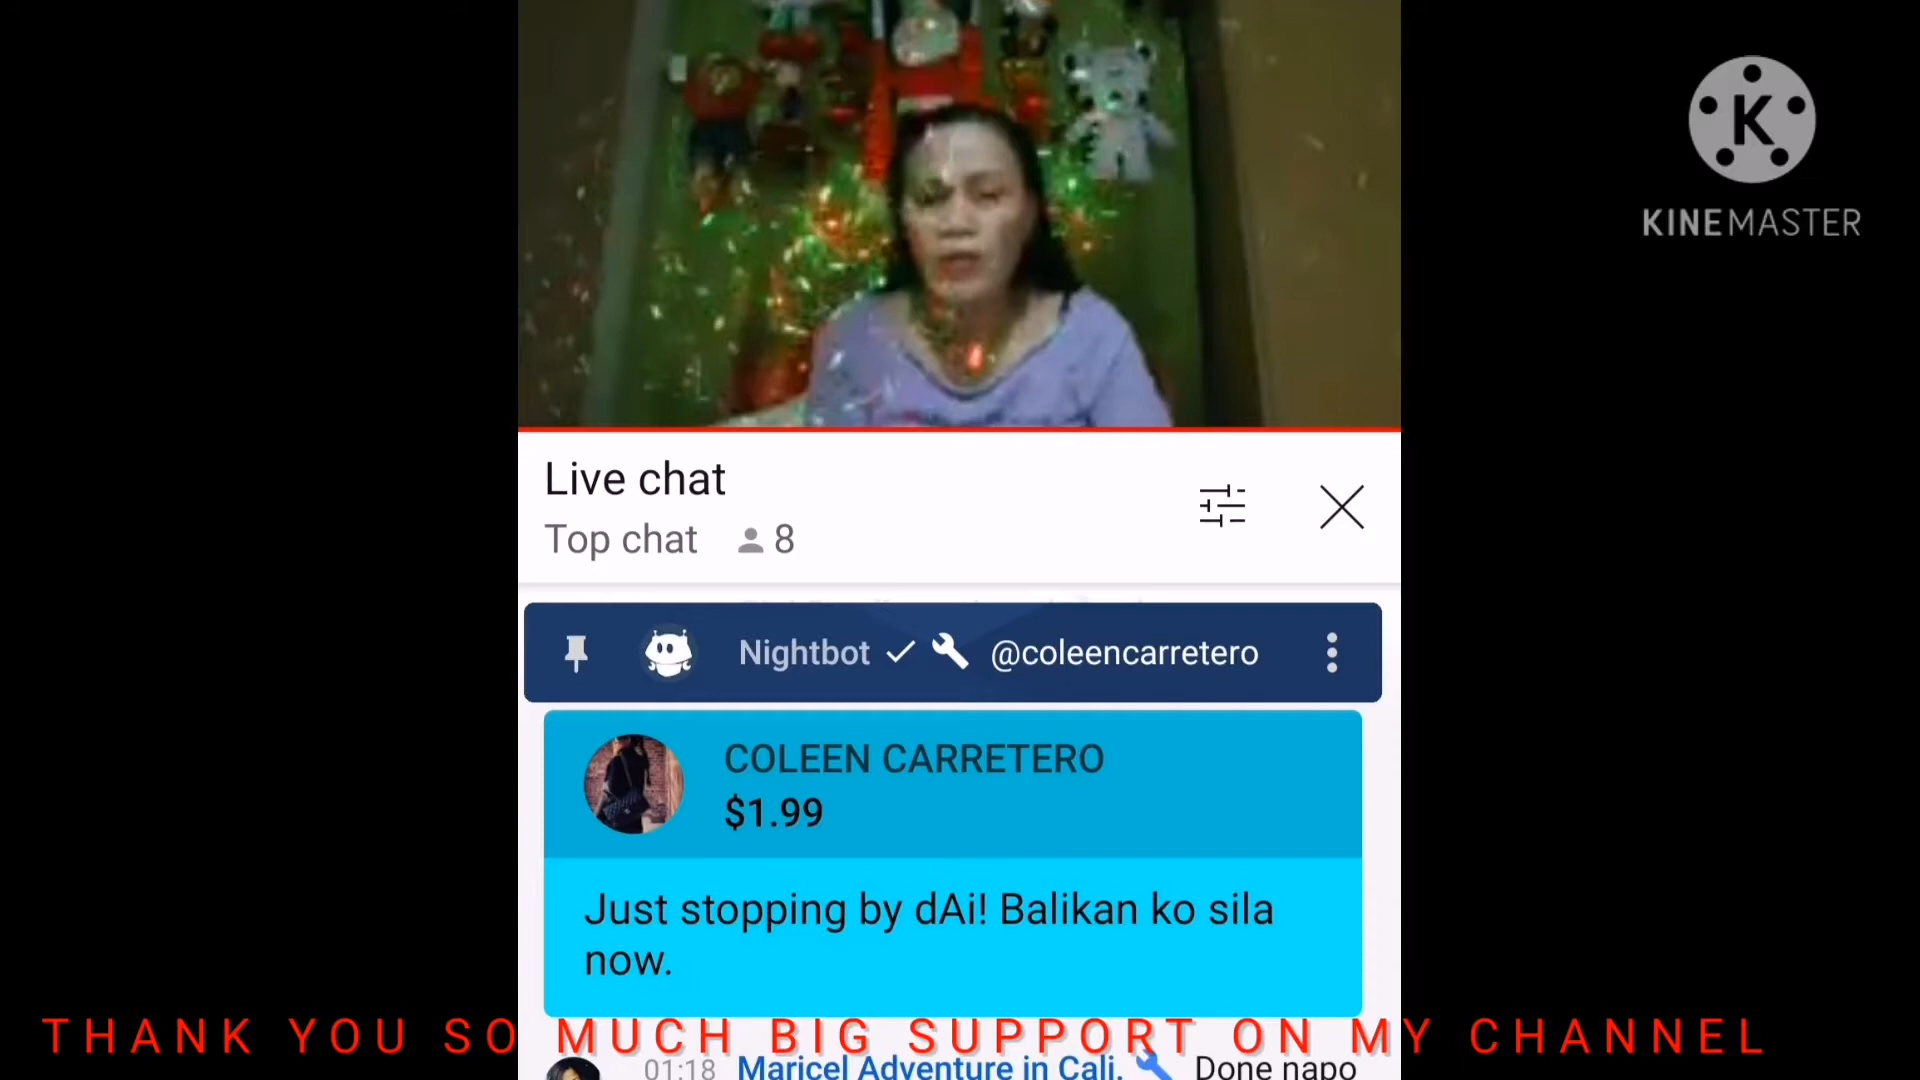 K
KINEMASTER
Live chat
Top chat 8
Nightbot @coleencarretero
COLEEN CARRETERO
$1.99
Just stopping by dAi! Balikan ko sila
now.
THANK YOU SO MUCH BIG SUPPORT ON MY CHANNEL
01:18 Maricel Adventure in Cali. Done napo